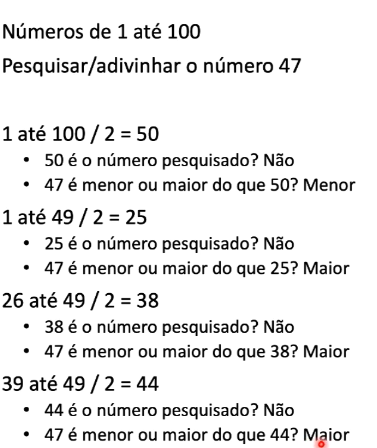 Números de 1 até 100
Pesquisar/adivinhar o número 47
1 até 100 / 2 = 50
• 50 é o número pesquisado? Não
• 47 é menor ou maior do que 50? Menor
1 até 49 / 2 = 25
• 25 é o número pesquisado? Não
• 47 é menor ou maior do que 25? Maior
26 até 49 / 2 = 38
• 38 é o número pesquisado? Não
• 47 é menor ou maior do que 38? Maior
39 até 49 / 2 = 44
• 44 é o número pesquisado? Não
• 47 é menor ou maior do que 44? Maior